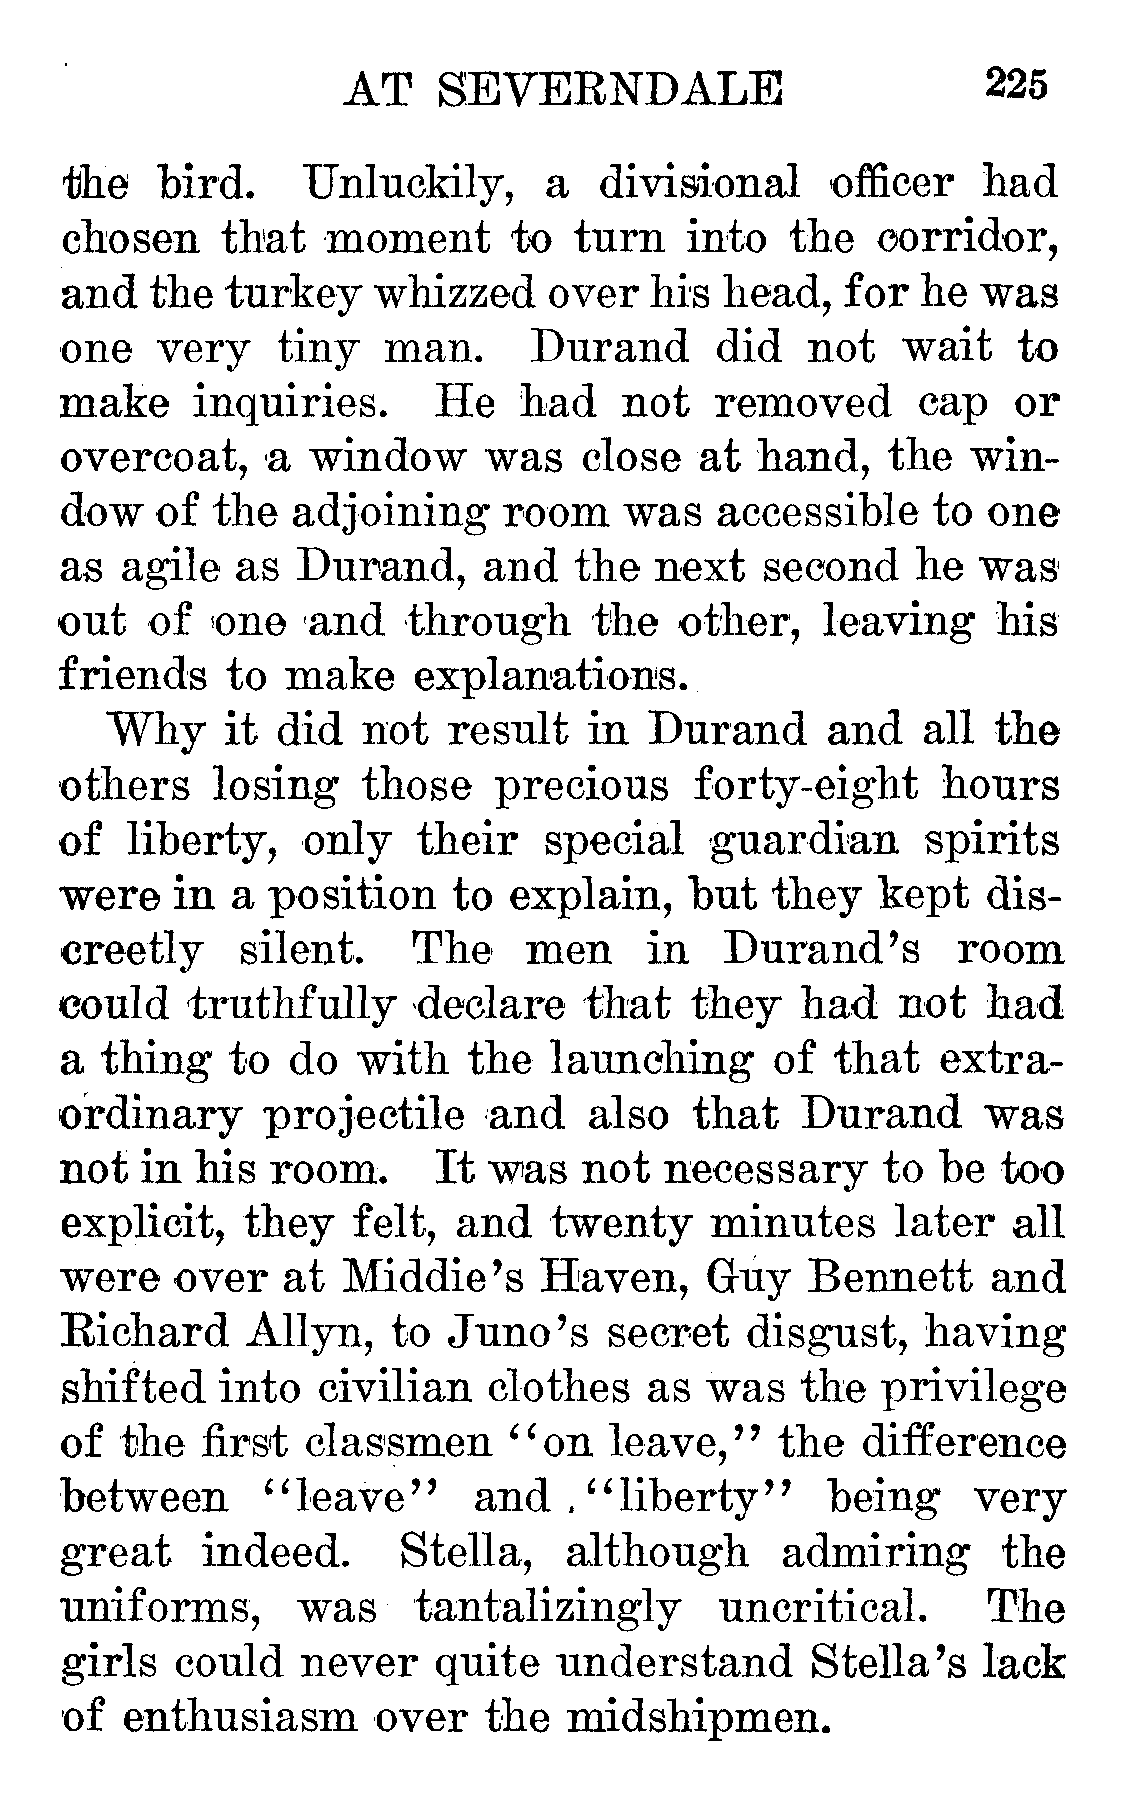 AT SEVERNDALE 225
the bird. Unluckily, a divisional officer had
chosen that moment to turn into the corridor,
and the turkey whizzed over his head, for he was
one very tiny man. Durand did not wait to
make inquiries. He had not removed cap or
overcoat, a window was close at hand, the win-
dow of the adjoining room was accessible to one
as agile as Durand, and the next second he was
out of one and through the other, leaving his
friends to make explanations.
Why it did not result in Durand and all the
others losing those precious forty-eight hours
of liberty, only their special guardian spirits
were in a position to explain, but they kept dis-
creetly silent. The men in Durand's room
could truthfully declare that they had not had
a thing to do with the launching of that extra-
ordinary projectile and also that Durand was
not in his room. It was not necessary to be too
explicit, they felt, and twenty minutes later all
were over at Middie's Haven, Guy Bennett and
Richard Allyn, to Juno's secret disgust, having
shifted into civilian clothes as was the privilege
of the first classmen "on leave," the difference
between "leave" and "liberty" being very
great indeed. Stella, although admiring the
uniforms, was tantalizingly uncritical. The
girls could never quite understand Stella's lack
of enthusiasm over the midshipmen.